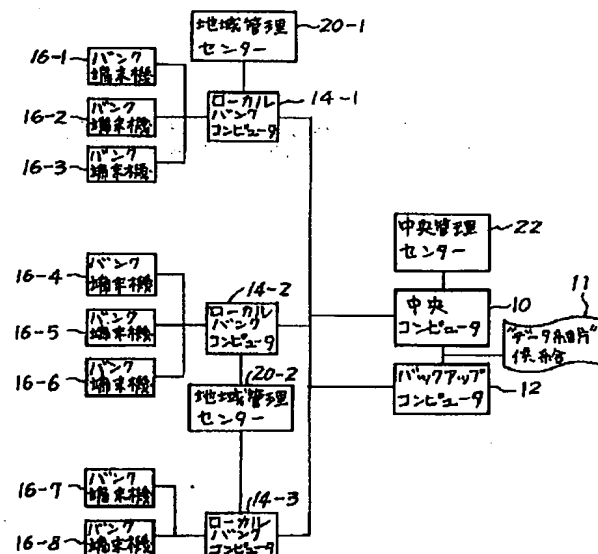 20-1
地域管理
センター
16-1
バンク
端末機
16-2
バンク
端末機
16-3
バンク
端末機
14-1
ローカル
バンク
コンピュータ
16-4
バンク
端末機
16-5
バンク
端末機
16-6
バンク
端末機
14-2
ローカル
バンク
コンピュータ
20-2
地域管理
センター
中央管理
センター
22
中央
コンピュータ
10
11
"データ細片"
供給
バックアップ
コンピュータ
12
16-7
バンク
端末機
16-8
バンク
端末機
14-3
ローカル
バンク
コンピュータ